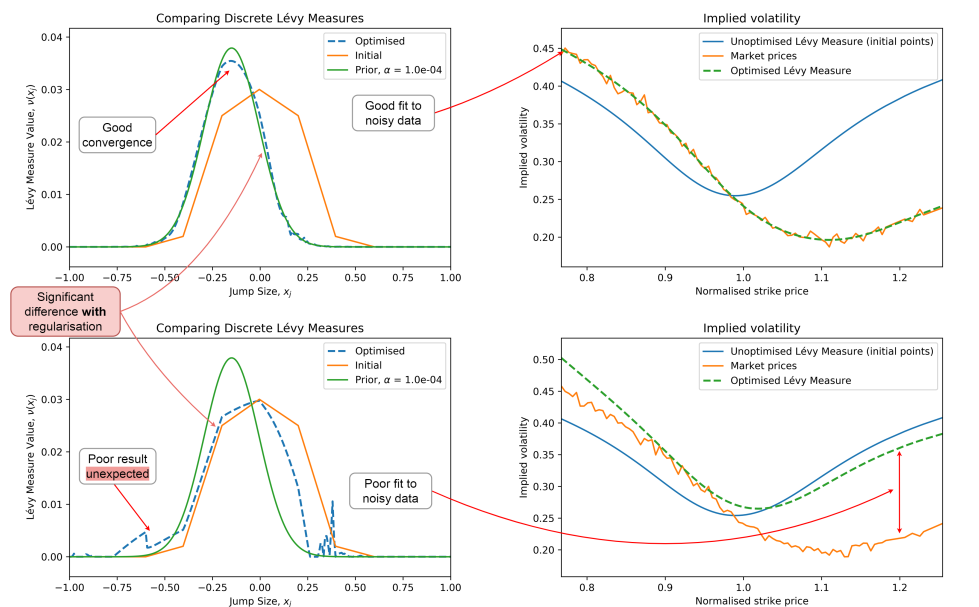 Comparing Discrete Lévy Measures
Lévy Measure Value, ν(xⱼ)
0.04
0.03
0.02
0.01
0.00
Optimised
Initial
Prior, α = 1.0e-04
Good
convergence
−1.00 −0.75 −0.50 −0.25 0.00 0.25 0.50 0.75 1.00
Jump Size, xⱼ
Implied volatility
Implied volatility
0.45
0.40
0.35
0.30
0.25
0.20
Unoptimised Lévy Measure (initial points)
Market prices
Optimised Lévy Measure
Good fit to
noisy data
0.8 0.9 1.0 1.1 1.2
Normalised strike price
Significant
difference with
regularisation
Comparing Discrete Lévy Measures
Lévy Measure Value, ν(xⱼ)
0.04
0.03
0.02
0.01
0.00
Optimised
Initial
Prior, α = 1.0e-04
Poor result
unexpected
−1.00 −0.75 −0.50 −0.25 0.00 0.25 0.50 0.75 1.00
Jump Size, xⱼ
Implied volatility
Implied volatility
0.50
0.45
0.40
0.35
0.30
0.25
0.20
Unoptimised Lévy Measure (initial points)
Market prices
Optimised Lévy Measure
Poor fit to
noisy data
0.8 0.9 1.0 1.1 1.2
Normalised strike price